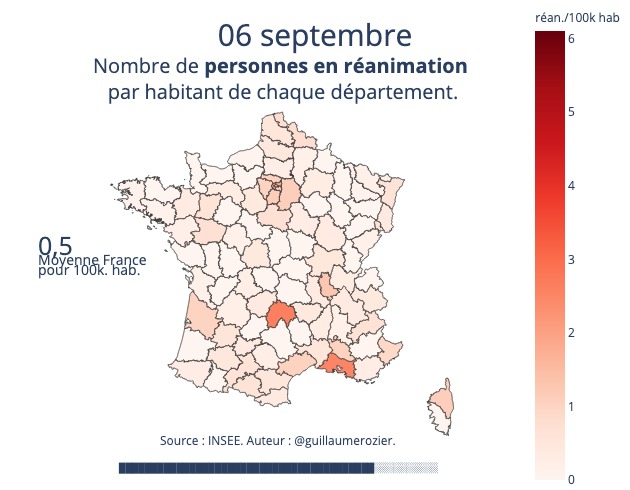 06 septembre
Nombre de personnes en réanimation
par habitant de chaque département.
réan./100k hab
6
5
4
3
2
1
0
0,5
Moyenne France
pour 100k. hab.
Source : INSEE. Auteur : @guillaumerozier.